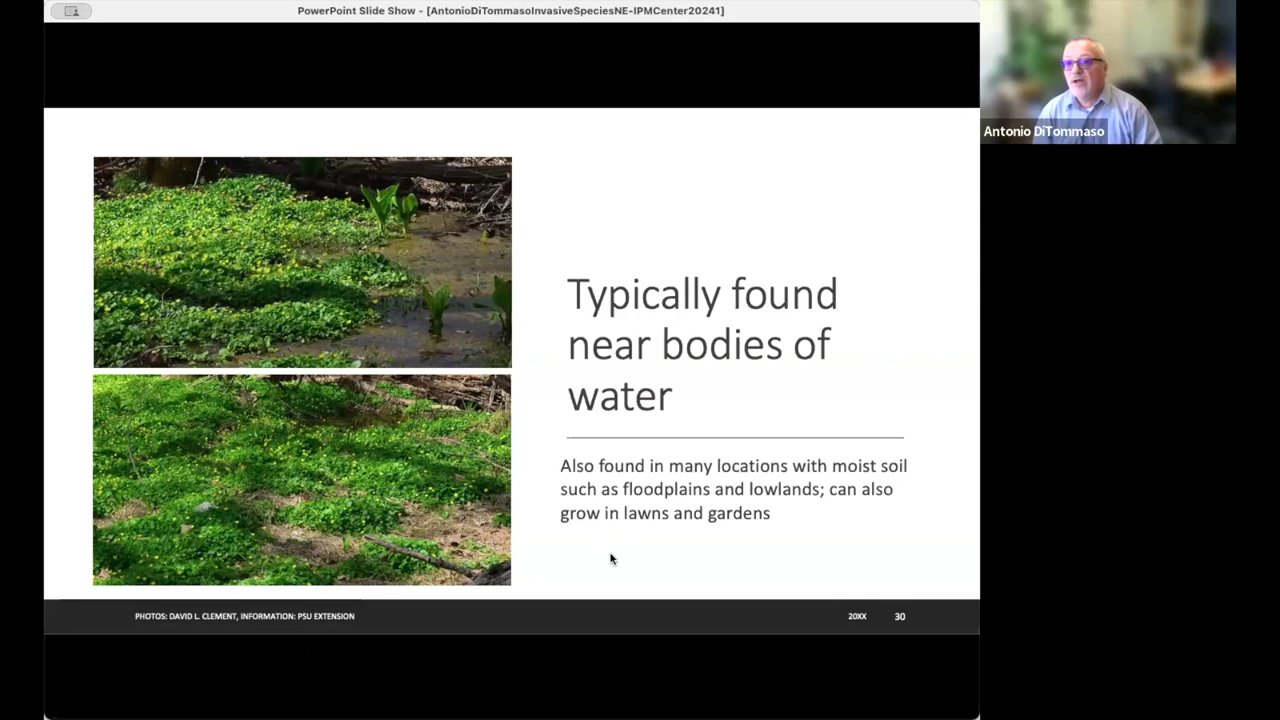 PowerPoint Slide Show - [AntonioDiTommasoInvasiveSpeciesNE-IPMCenter20241]
Antonio DiTommaso
Typically found
near bodies of
water
Also found in many locations with moist soil
such as floodplains and lowlands; can also
grow in lawns and gardens
PHOTOS: DAVID L. CLEMENT, INFORMATION: PSU EXTENSION
20XX
30